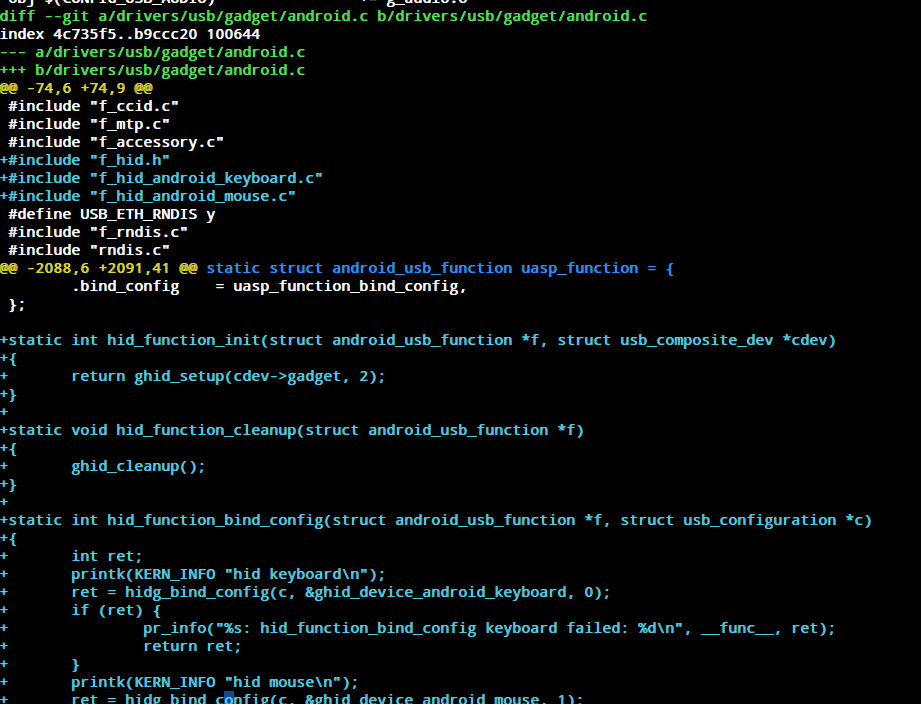 obj-$(CONFIG_USB_AUDIO) += g_audio.o
diff --git a/drivers/usb/gadget/android.c b/drivers/usb/gadget/android.c
index 4c735f5..b9ccc20 100644
--- a/drivers/usb/gadget/android.c
+++ b/drivers/usb/gadget/android.c
@@ -74,6 +74,9 @@
 #include "f_ccid.c"
 #include "f_mtp.c"
 #include "f_accessory.c"
+#include "f_hid.h"
+#include "f_hid_android_keyboard.c"
+#include "f_hid_android_mouse.c"
 #define USB_ETH_RNDIS y
 #include "f_rndis.c"
 #include "rndis.c"
@@ -2088,6 +2091,41 @@ static struct android_usb_function uasp_function = {
        .bind_config    = uasp_function_bind_config,
 };
+static int hid_function_init(struct android_usb_function *f, struct usb_composite_dev *cdev)
+{
+       return ghid_setup(cdev->gadget, 2);
+}
+
+static void hid_function_cleanup(struct android_usb_function *f)
+{
+       ghid_cleanup();
+}
+
+static int hid_function_bind_config(struct android_usb_function *f, struct usb_configuration *c)
+{
+       int ret;
+       printk(KERN_INFO "hid keyboard\n");
+       ret = hidg_bind_config(c, &ghid_device_android_keyboard, 0);
+       if (ret) {
+               pr_info("%s: hid_function_bind_config keyboard failed: %d\n", __func__, ret);
+               return ret;
+       }
+       printk(KERN_INFO "hid mouse\n");
+       ret = hidg_bind_config(c, &ghid_device_android_mouse, 1);